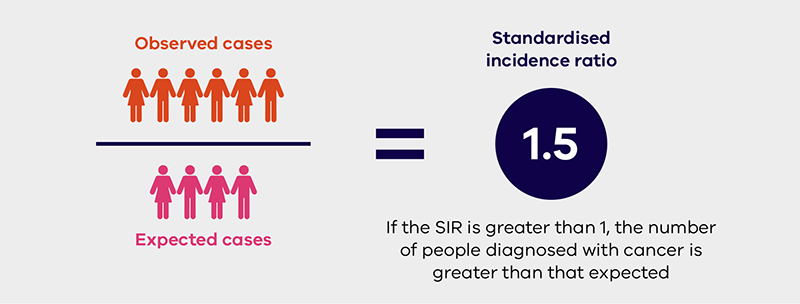 Observed cases
Expected cases
=
Standardised
incidence ratio
1.5
If the SIR is greater than 1, the number
of people diagnosed with cancer is
greater than that expected